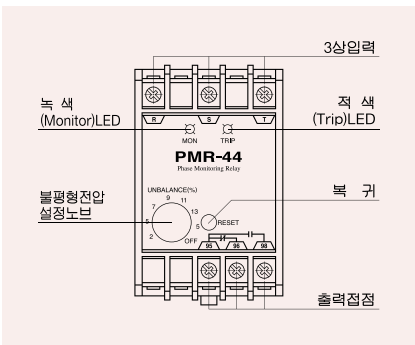 3상입력
녹 색
(Monitor)LED
적 색
(Trip)LED
R S T
MON TRIP
PMR-44
Phase Monitoring Relay
불평형전압
설정노브
UNBALANCE(%)
2 5 7 9 11 13 5 OFF
RESET
복 귀
95 96 98
출력접점